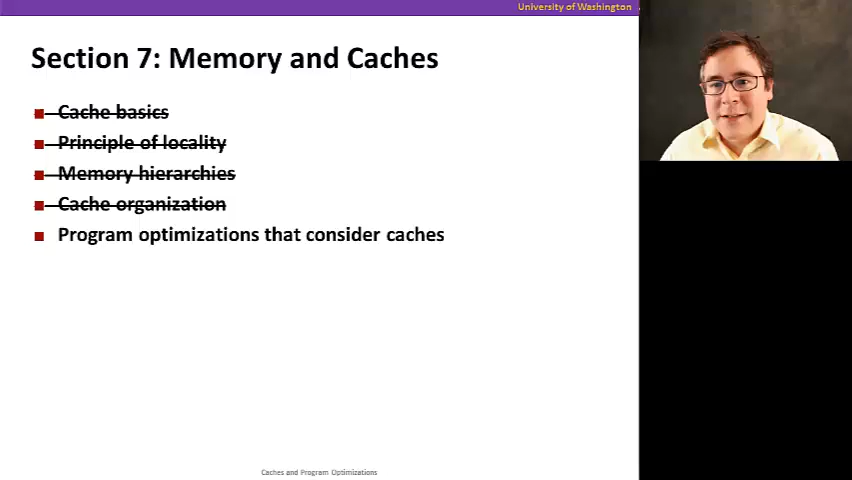 University of Washington
Section 7: Memory and Caches
Cache basics
Principle of locality
Memory hierarchies
Cache organization
Program optimizations that consider caches
Caches and Program Optimizations